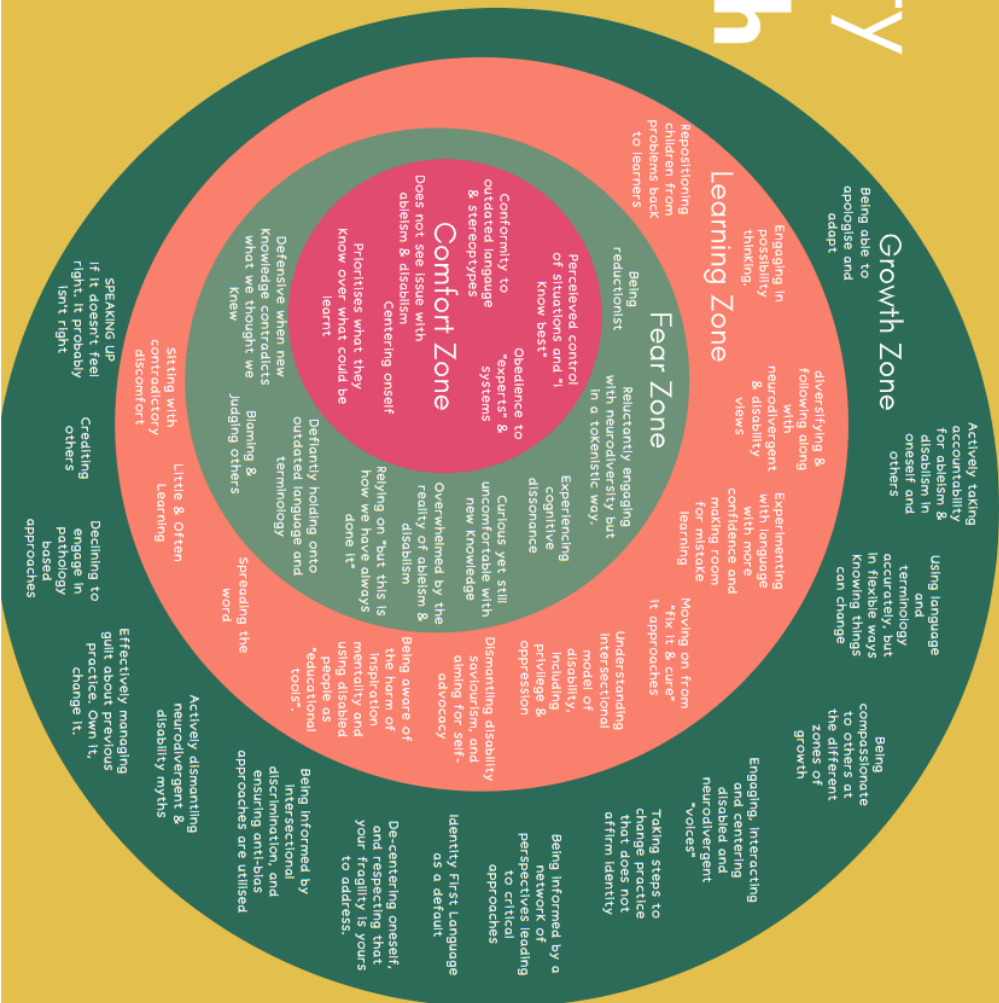 ry
h
Growth Zone
Being able to
apologise and
adapt
Actively taking
accountability
for ableism &
disablism in
oneself and
others
Using language
and
terminology
accurately, but
in flexible ways
Knowing things
can change
Being
compassionate
to others at
the different
zones of
growth
Engaging, interacting
and centering
disabled and
neurodivergent
"voices"
Taking steps to
change practice
that does not
affirm identity
Being informed by a
network of
perspectives leading
to critical
approaches
Identity First Language
as a default
De-centering oneself,
and respecting that
your fragility is yours
to address.
Being informed by
intersectional
discrimination, and
ensuring anti-bias
approaches are utilised
Actively dismantling
neurodivergent &
disability myths
Effectively managing
guilt about previous
practice. Own it,
change it.
Declining to
engage in
pathology
based
approaches
Crediting
others
SPEAKING UP
If it doesn't feel
right. It probably
isn't right
Learning Zone
Repositioning
children from
problems back
to learners
Engaging in
possibility
thinking.
diversifying &
following along
with
neurodivergent
& disability
views
Experimenting
with language
with more
confidence and
making room
for mistake
learning
Moving on from
"fix it & cure"
it approaches
Understanding
intersectional
model of
disability,
including
privilege &
oppression
Dismantling disability
saviourism, and
aiming for self-
advocacy
Being aware of
the harm of
inspiration
mentality and
using disabled
people as
"educational
tools".
Spreading the
word
Little & Often
Learning
Sitting with
contradictory
discomfort
Fear Zone
Being
reductionist
Reluctantly engaging
with neurodiversity but
in a tokenistic way.
Experiencing
cognitive
dissonance
Curious yet still
uncomfortable with
new knowledge
Overwhelmed by the
reality of ableism &
disablism
Relying on "but this is
how we have always
done it"
Defiantly holding onto
outdated language and
terminology
Blaming &
Judging others
Defensive when new
Knowledge contradicts
what we thought we
Knew
Comfort Zone
Perceieved control
of situations and "I
Know best"
Conformity to
outdated langauge
& stereoptypes
Obedience to
"experts" &
systems
Does not see issue with
ableism & disablism
Centering onself
Prioritises what they
Know over what could be
learnt